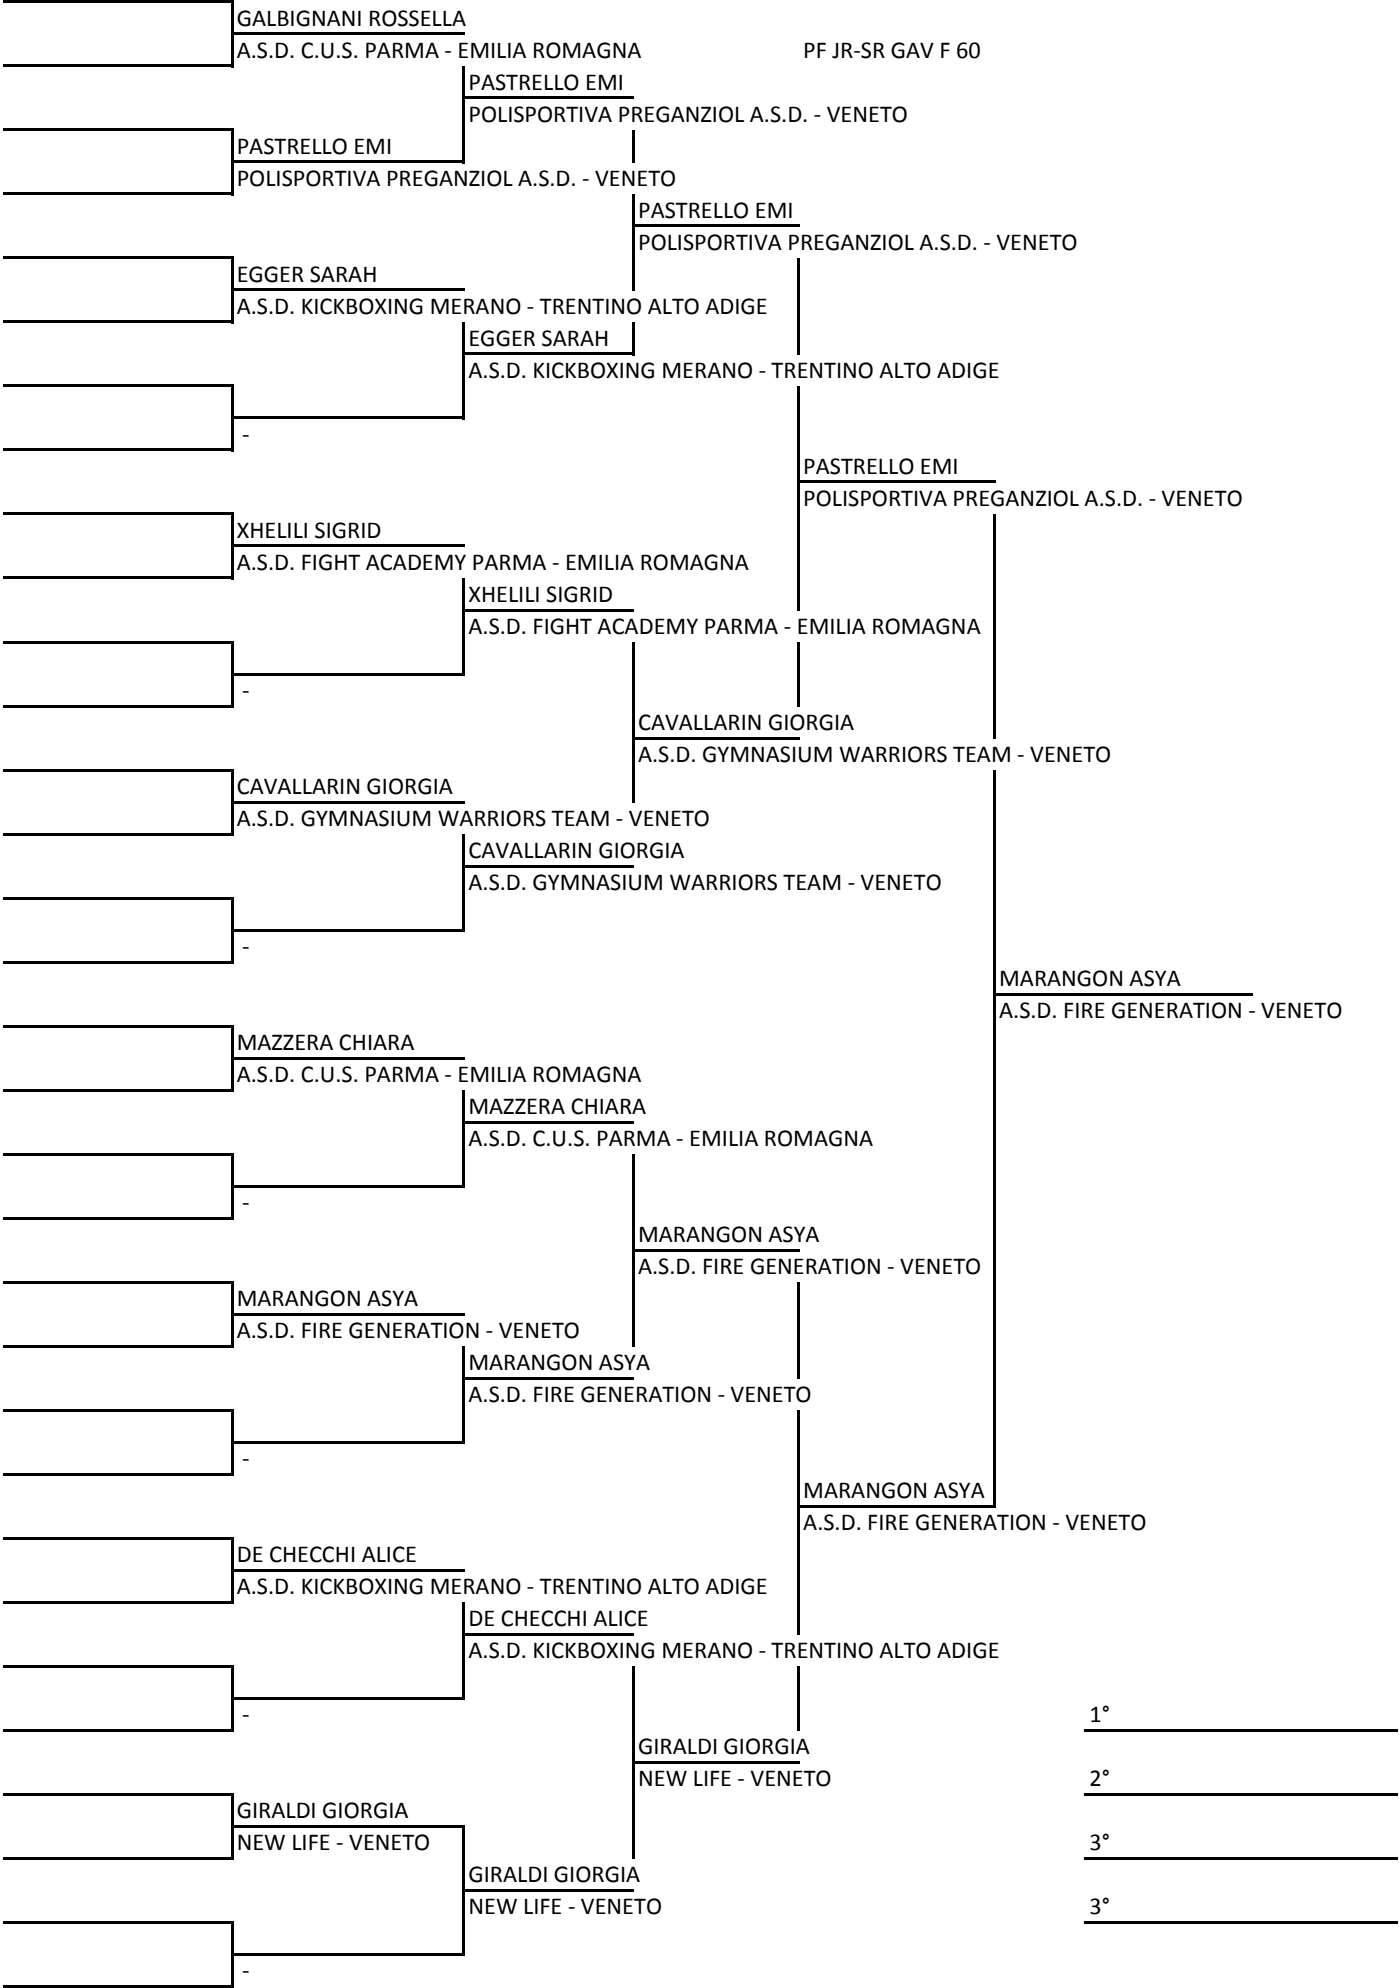 GALBIGNANI ROSSELLA
A.S.D. C.U.S. PARMA - EMILIA ROMAGNA
PF JR-SR GAV F 60
PASTRELLO EMI
POLISPORTIVA PREGANZIOL A.S.D. - VENETO
PASTRELLO EMI
POLISPORTIVA PREGANZIOL A.S.D. - VENETO
PASTRELLO EMI
POLISPORTIVA PREGANZIOL A.S.D. - VENETO
EGGER SARAH
A.S.D. KICKBOXING MERANO - TRENTINO ALTO ADIGE
EGGER SARAH
A.S.D. KICKBOXING MERANO - TRENTINO ALTO ADIGE
-
PASTRELLO EMI
POLISPORTIVA PREGANZIOL A.S.D. - VENETO
XHELILI SIGRID
A.S.D. FIGHT ACADEMY PARMA - EMILIA ROMAGNA
XHELILI SIGRID
A.S.D. FIGHT ACADEMY PARMA - EMILIA ROMAGNA
-
CAVALLARIN GIORGIA
A.S.D. GYMNASIUM WARRIORS TEAM - VENETO
CAVALLARIN GIORGIA
A.S.D. GYMNASIUM WARRIORS TEAM - VENETO
CAVALLARIN GIORGIA
A.S.D. GYMNASIUM WARRIORS TEAM - VENETO
-
MARANGON ASYA
A.S.D. FIRE GENERATION - VENETO
MAZZERA CHIARA
A.S.D. C.U.S. PARMA - EMILIA ROMAGNA
MAZZERA CHIARA
A.S.D. C.U.S. PARMA - EMILIA ROMAGNA
-
MARANGON ASYA
A.S.D. FIRE GENERATION - VENETO
MARANGON ASYA
A.S.D. FIRE GENERATION - VENETO
MARANGON ASYA
A.S.D. FIRE GENERATION - VENETO
-
MARANGON ASYA
A.S.D. FIRE GENERATION - VENETO
DE CHECCHI ALICE
A.S.D. KICKBOXING MERANO - TRENTINO ALTO ADIGE
DE CHECCHI ALICE
A.S.D. KICKBOXING MERANO - TRENTINO ALTO ADIGE
-
1°
GIRALDI GIORGIA
NEW LIFE - VENETO
2°
GIRALDI GIORGIA
NEW LIFE - VENETO
3°
GIRALDI GIORGIA
NEW LIFE - VENETO
3°
-